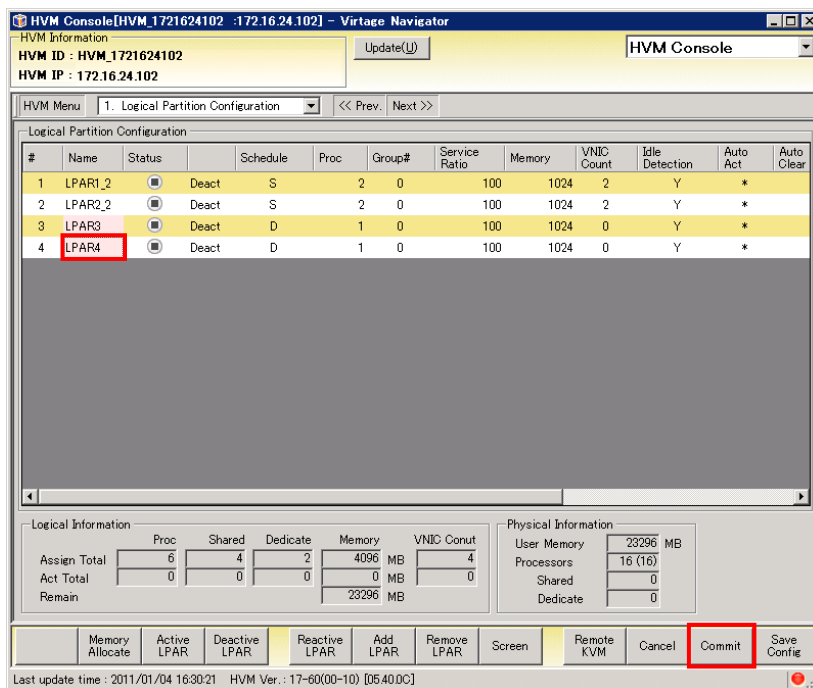 HVM Console[HVM_1721624102 :172.16.24.102] - Virtage Navigator
HVM Information
HVM ID : HVM_1721624102
HVM IP : 172.16.24.102
Update(U)
HVM Console
HVM Menu 1. Logical Partition Configuration << Prev. Next >>
Logical Partition Configuration
# Name Status Schedule Proc Group# Service Ratio Memory VNIC Count Idle Detection Auto Act Auto Clear
1 LPAR1_2 Deact S 2 0 100 1024 2 Y *
2 LPAR2_2 Deact S 2 0 100 1024 2 Y *
3 LPAR3 Deact D 1 0 100 1024 0 Y *
4 LPAR4 Deact D 1 0 100 1024 0 Y *
Logical Information
Proc Shared Dedicate Memory VNIC Conut
Assign Total 6 4 2 4096 MB 4
Act Total 0 0 0 0 MB 0
Remain 23296 MB
Physical Information
User Memory 23296 MB
Processors 16 (16)
Shared 0
Dedicate 0
Memory Allocate Active LPAR Deactive LPAR Reactive LPAR Add LPAR Remove LPAR Screen Remote KVM Cancel Commit Save Config
Last update time : 2011/01/04 16:30:21 HVM Ver. : 17-60(00-10) [05.40.0C]